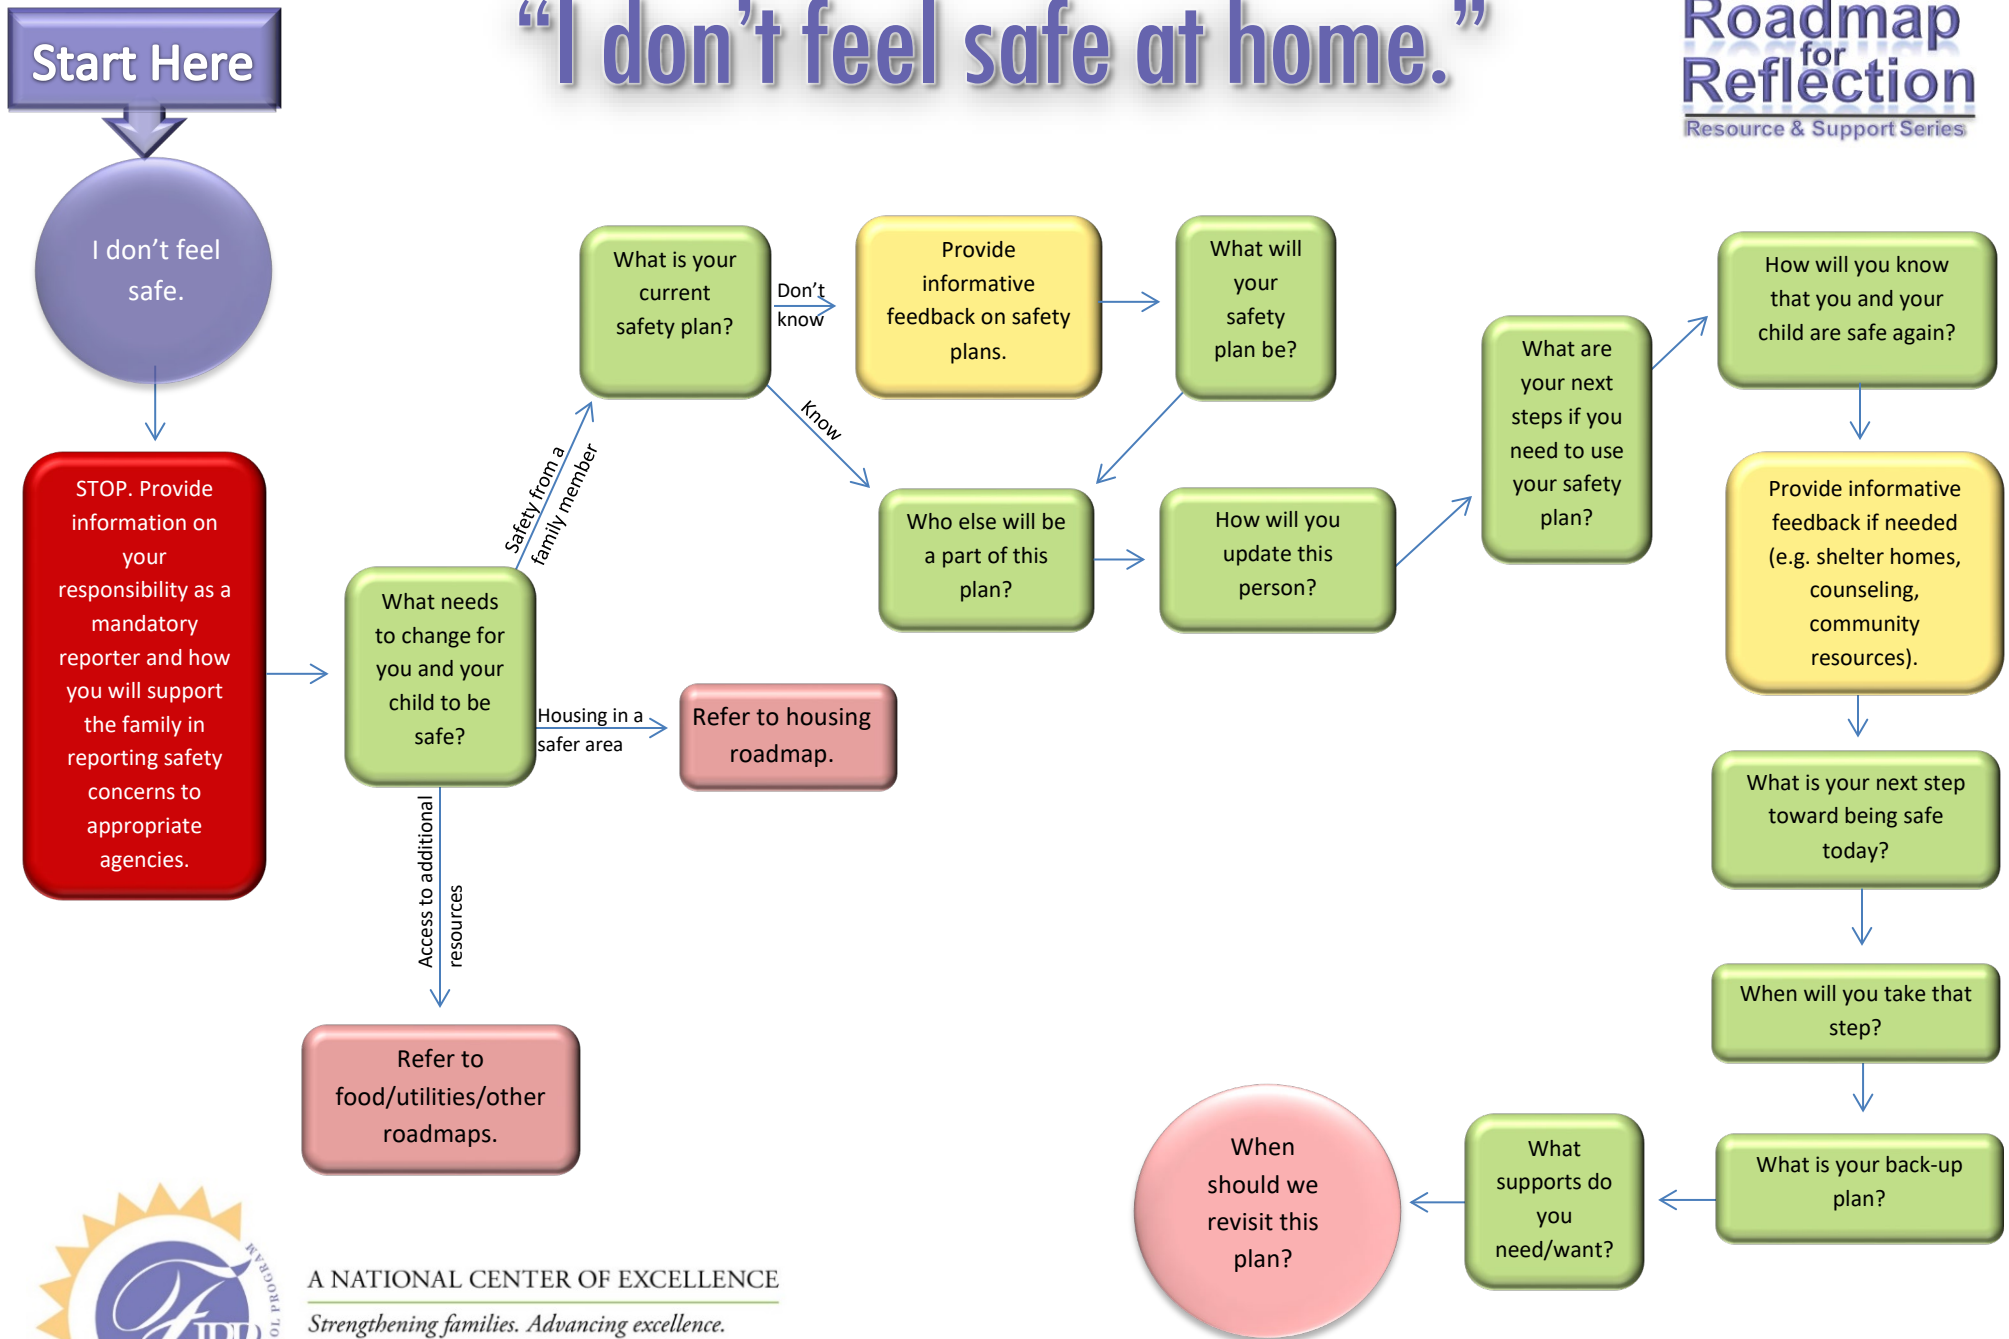 Start Here
“I don’t feel safe at home.”
Roadmap
for
Reflection
Resource & Support Series
I don’t feel
safe.
STOP. Provide
information on
your
responsibility as a
mandatory
reporter and how
you will support
the family in
reporting safety
concerns to
appropriate
agencies.
What needs
to change for
you and your
child to be
safe?
Safety from a
family member
Housing in a
safer area
Access to additional
resources
Refer to housing
roadmap.
Refer to
food/utilities/other
roadmaps.
What is your
current
safety plan?
Don’t
know
Know
Provide
informative
feedback on safety
plans.
What will
your
safety
plan be?
Who else will be
a part of this
plan?
How will you
update this
person?
What are
your next
steps if you
need to use
your safety
plan?
How will you know
that you and your
child are safe again?
Provide informative
feedback if needed
(e.g. shelter homes,
counseling,
community
resources).
What is your next step
toward being safe
today?
When will you take that
step?
What is your back-up
plan?
What
supports do
you
need/want?
When
should we
revisit this
plan?
PROGRAM
A NATIONAL CENTER OF EXCELLENCE
Strengthening families. Advancing excellence.